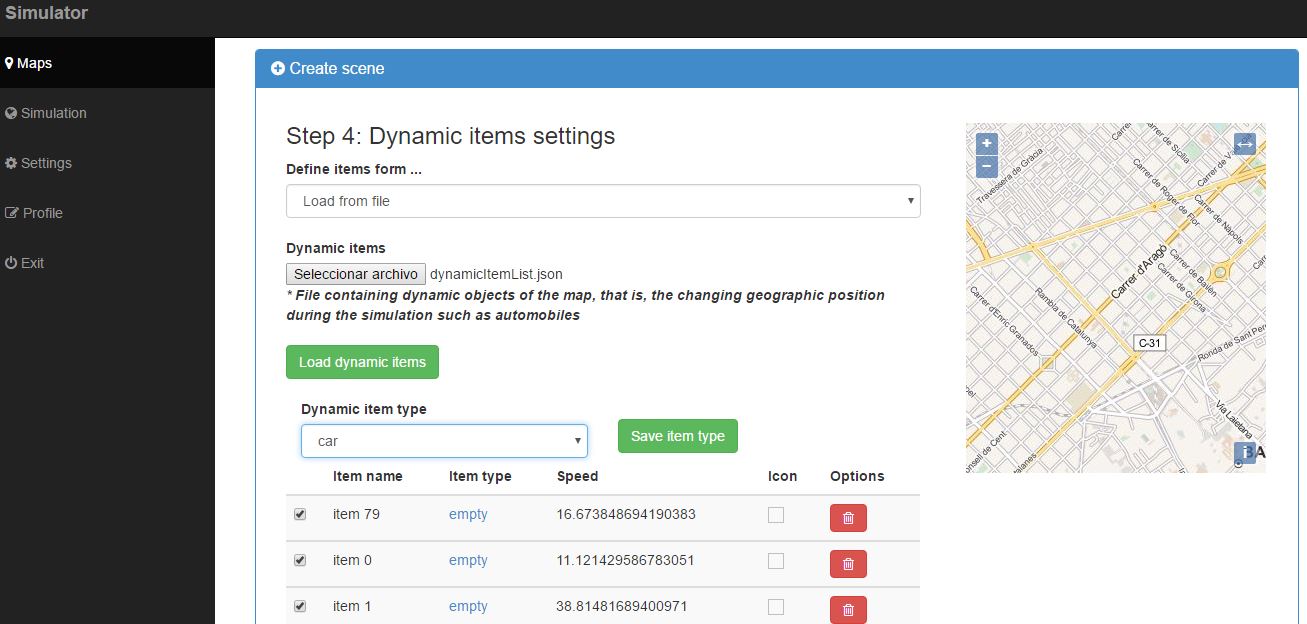 Simulator
Maps
Simulation
Settings
Profile
Exit
Create scene
Step 4: Dynamic items settings
Define items form ...
Load from file
Dynamic items
Seleccionar archivo dynamicItemList.json
* File containing dynamic objects of the map, that is, the changing geographic position
during the simulation such as automobiles
Load dynamic items
Dynamic item type
car
Save item type
Item name Item type Speed Icon Options
item 79 empty 16.673848694190383
item 0 empty 11.121429586783051
item 1 empty 38.81481689400971
+
−
Travessera de Gràcia
Carrer de Sicília
Carrer de Roger de Flor
Carrer de Nàpols
Carrer d'Aragó
Carrer de Bailèn
Carrer de Girona
Rambla de Catalunya
Carrer d'Enric Granados
C-31
Ronda de Sant Per
Via Laietana
onsell de Cent
i
BA